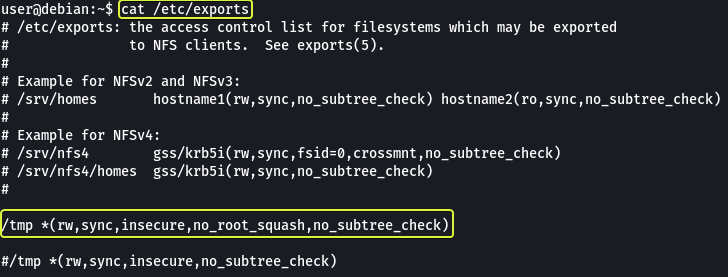 user@debian:~$ cat /etc/exports
# /etc/exports: the access control list for filesystems which may be exported
#               to NFS clients.  See exports(5).
#
# Example for NFSv2 and NFSv3:
# /srv/homes       hostname1(rw,sync,no_subtree_check) hostname2(ro,sync,no_subtree_check)
#
# Example for NFSv4:
# /srv/nfs4        gss/krb5i(rw,sync,fsid=0,crossmnt,no_subtree_check)
# /srv/nfs4/homes  gss/krb5i(rw,sync,no_subtree_check)
#
/tmp *(rw,sync,insecure,no_root_squash,no_subtree_check)
#/tmp *(rw,sync,insecure,no_subtree_check)